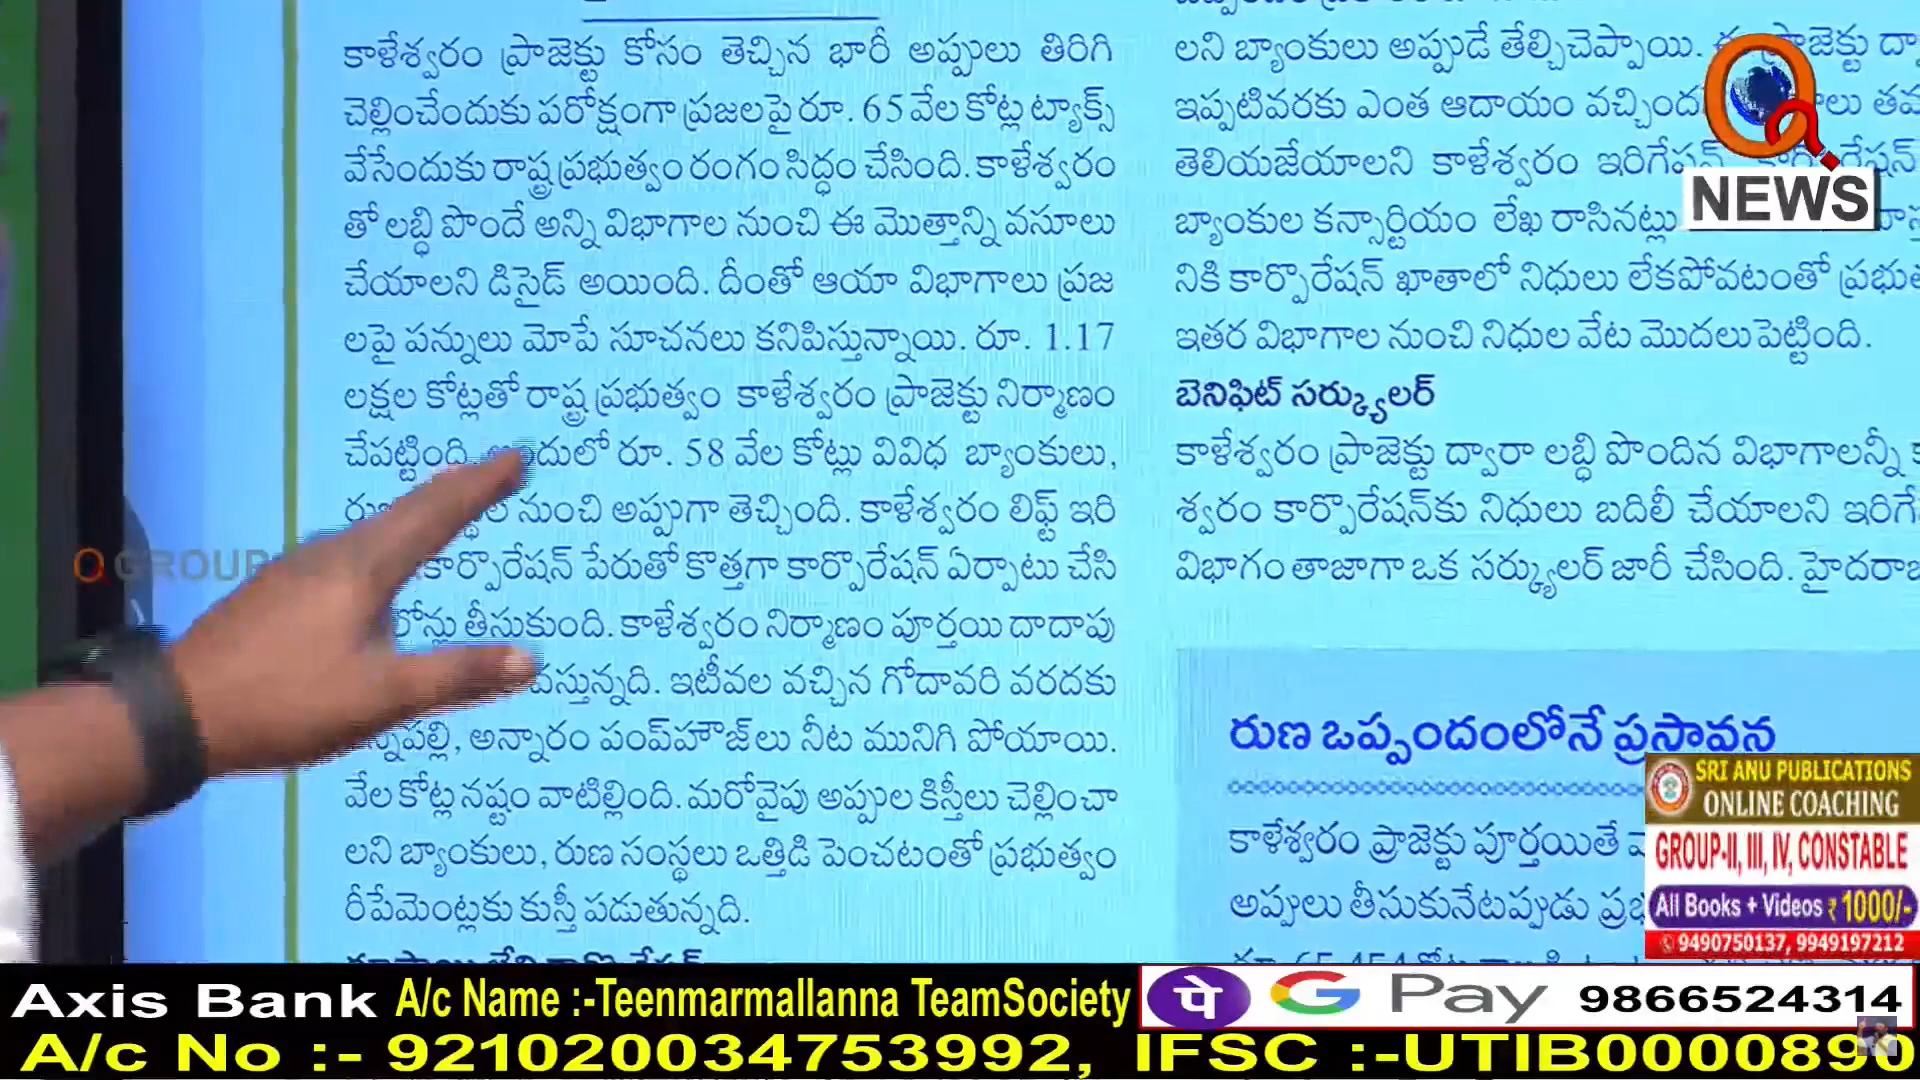 కాళేశ్వరం ప్రాజెక్టు కోసం తెచ్చిన భారీ అప్పులు తిరిగి
చెల్లించేందుకు పరోక్షంగా ప్రజలపై రూ. 65 వేల కోట్ల ట్యాక్స్
వేసేందుకు రాష్ట్ర ప్రభుత్వం రంగం సిద్ధం చేసింది. కాళేశ్వరం
తో లబ్ధి పొందే అన్ని విభాగాల నుంచి ఈ మొత్తాన్ని వసూలు
చేయాలని డిసైడ్ అయింది. దీంతో ఆయా విభాగాలు ప్రజ
లపై పన్నులు మోపే సూచనలు కనిపిస్తున్నాయి. రూ. 1.17
లక్షల కోట్లతో రాష్ట్ర ప్రభుత్వం కాళేశ్వరం ప్రాజెక్టు నిర్మాణం
చేపట్టింది. రూ. 58 వేల కోట్లు వివిధ బ్యాంకులు,
నుంచి అప్పుగా తెచ్చింది. కాళేశ్వరం లిఫ్ట్ ఇరి
కార్పొరేషన్ పేరుతో కొత్తగా కార్పొరేషన్ ఏర్పాటు చేసి
తీసుకుంది. కాళేశ్వరం నిర్మాణం పూర్తయి దాదాపు
వస్తున్నది. ఇటీవల వచ్చిన గోదావరి వరదకు
అన్నారం పంప్‌హౌజ్‌లు నీట మునిగి పోయాయి.
వేల కోట్ల నష్టం వాటిల్లింది. మరోవైపు అప్పుల కిస్తీలు చెల్లించా
లని బ్యాంకులు, రుణ సంస్థలు ఒత్తిడి పెంచటంతో ప్రభుత్వం
రీపేమెంట్లకు కుస్తీ పడుతున్నది.
లని బ్యాంకులు అప్పుడే తేల్చిచెప్పాయి. ప్రాజెక్టు
ఇప్పటివరకు ఎంత ఆదాయం
తెలియజేయాలని కాళేశ్వరం
బ్యాంకుల కన్సార్టియం లేఖ రాసినట్లు
నికి కార్పొరేషన్ ఖాతాలో నిధులు లేకపోవటంతో
ఇతర విభాగాల నుంచి నిధుల వేట మొదలుపెట్టింది.
బెనిఫిట్ సర్క్యులర్
కాళేశ్వరం ప్రాజెక్టు ద్వారా లబ్ధి పొందిన విభాగాలన్నీ
శ్వరం కార్పొరేషన్‌కు నిధులు బదిలీ చేయాలని
విభాగం తాజాగా ఒక సర్క్యులర్ జారీ చేసింది.
రుణ ఒప్పందంలోనే ప్రస్తావన
కాళేశ్వరం ప్రాజెక్టు పూర్తయితే
అప్పులు తీసుకునేటప్పుడు
Q NEWS
Q GROUP
SRI ANU PUBLICATIONS
ONLINE COACHING
GROUP-II, III, IV, CONSTABLE
All Books + Videos ₹ 1000/-
9490750137, 9949197212
Axis Bank A/c Name :-Teenmarmallanna TeamSociety
पे G Pay 9866524314
A/c No :- 921020034753992, IFSC :-UTIB0000890